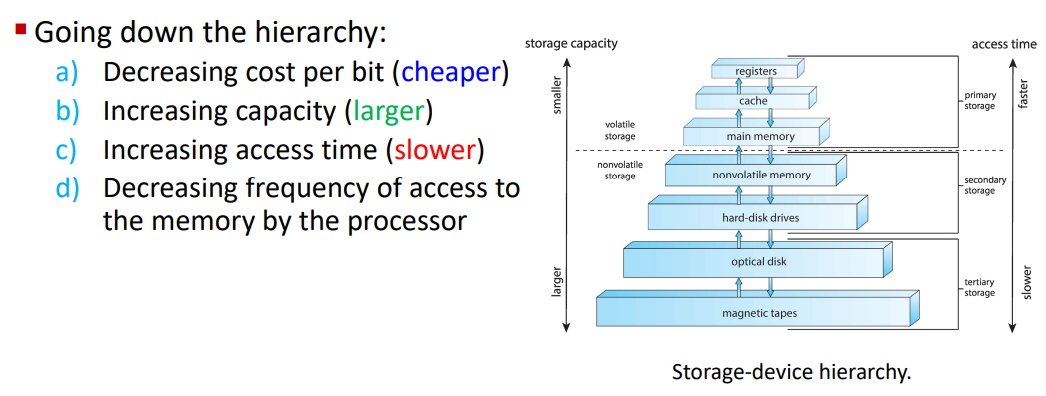 Going down the hierarchy:
a) Decreasing cost per bit (cheaper)
b) Increasing capacity (larger)
c) Increasing access time (slower)
d) Decreasing frequency of access to
the memory by the processor
storage capacity
access time
smaller
larger
faster
slower
registers
cache
main memory
nonvolatile memory
hard-disk drives
optical disk
magnetic tapes
volatile
storage
nonvolatile
storage
primary
storage
secondary
storage
tertiary
storage
Storage-device hierarchy.